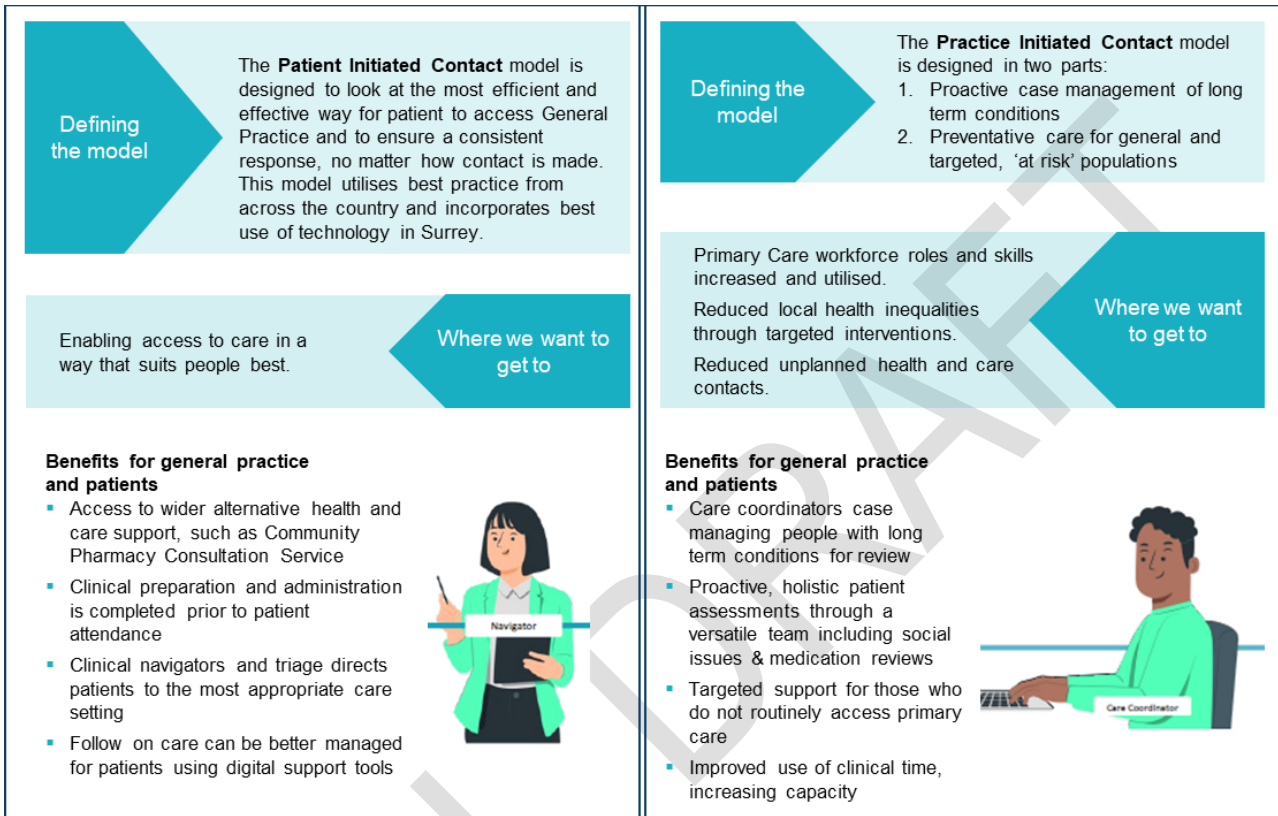 Defining
the model
The Patient Initiated Contact model is
designed to look at the most efficient and
effective way for patient to access General
Practice and to ensure a consistent
response, no matter how contact is made.
This model utilises best practice from
across the country and incorporates best
use of technology in Surrey.
Enabling access to care in a
way that suits people best.
Where we want to
get to
Benefits for general practice
and patients
▪ Access to wider alternative health and
care support, such as Community
Pharmacy Consultation Service
▪ Clinical preparation and administration
is completed prior to patient
attendance
▪ Clinical navigators and triage directs
patients to the most appropriate care
setting
▪ Follow on care can be better managed
for patients using digital support tools
Navigator
Defining the
model
The Practice Initiated Contact model
is designed in two parts:
1. Proactive case management of long
term conditions
2. Preventative care for general and
targeted, ‘at risk’ populations
Primary Care workforce roles and skills
increased and utilised.
Reduced local health inequalities
through targeted interventions.
Reduced unplanned health and care
contacts.
Where we want
to get to
Benefits for general practice
and patients
▪ Care coordinators case
managing people with long
term conditions for review
▪ Proactive, holistic patient
assessments through a
versatile team including social
issues & medication reviews
▪ Targeted support for those who
do not routinely access primary
care
▪ Improved use of clinical time,
increasing capacity
Care Coordinator
DRAFT